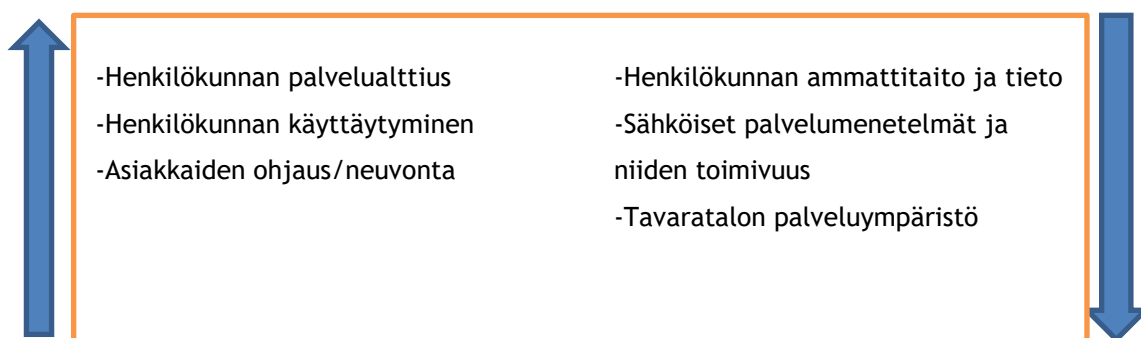 -Henkilökunnan palvelualttius
-Henkilökunnan käyttäytyminen
-Asiakkaiden ohjaus/neuvonta
-Henkilökunnan ammattitaito ja tieto
-Sähköiset palvelumenetelmät ja
niiden toimivuus
-Tavaratalon palveluympäristö